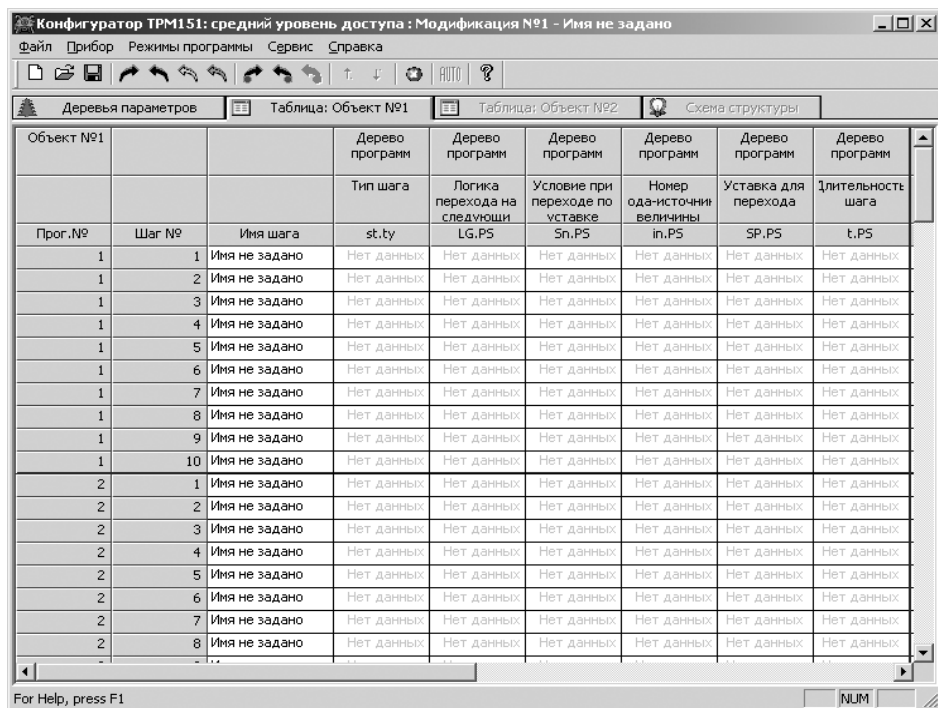 Конфигуратор ТРМ151: средний уровень доступа : Модификация №1 - Имя не задано
Файл Прибор Режимы программы Сервис Справка
AUTO
Деревья параметров Таблица: Объект №1 Таблица: Объект №2 Схема структуры
Объект №1 Дерево программ Дерево программ Дерево программ Дерево программ Дерево программ Дерево программ
Тип шага Логика перехода на следующи Условие при переходе по уставке Номер ода-источник величины Уставка для перехода Длительность шага
Прог.№ Шаг № Имя шага st.ty LG.PS Sn.PS in.PS SP.PS t.PS
1 1 Имя не задано Нет данных Нет данных Нет данных Нет данных Нет данных Нет данных
1 2 Имя не задано Нет данных Нет данных Нет данных Нет данных Нет данных Нет данных
1 3 Имя не задано Нет данных Нет данных Нет данных Нет данных Нет данных Нет данных
1 4 Имя не задано Нет данных Нет данных Нет данных Нет данных Нет данных Нет данных
1 5 Имя не задано Нет данных Нет данных Нет данных Нет данных Нет данных Нет данных
1 6 Имя не задано Нет данных Нет данных Нет данных Нет данных Нет данных Нет данных
1 7 Имя не задано Нет данных Нет данных Нет данных Нет данных Нет данных Нет данных
1 8 Имя не задано Нет данных Нет данных Нет данных Нет данных Нет данных Нет данных
1 9 Имя не задано Нет данных Нет данных Нет данных Нет данных Нет данных Нет данных
1 10 Имя не задано Нет данных Нет данных Нет данных Нет данных Нет данных Нет данных
2 1 Имя не задано Нет данных Нет данных Нет данных Нет данных Нет данных Нет данных
2 2 Имя не задано Нет данных Нет данных Нет данных Нет данных Нет данных Нет данных
2 3 Имя не задано Нет данных Нет данных Нет данных Нет данных Нет данных Нет данных
2 4 Имя не задано Нет данных Нет данных Нет данных Нет данных Нет данных Нет данных
2 5 Имя не задано Нет данных Нет данных Нет данных Нет данных Нет данных Нет данных
2 6 Имя не задано Нет данных Нет данных Нет данных Нет данных Нет данных Нет данных
2 7 Имя не задано Нет данных Нет данных Нет данных Нет данных Нет данных Нет данных
2 8 Имя не задано Нет данных Нет данных Нет данных Нет данных Нет данных Нет данных
For Help, press F1 NUM